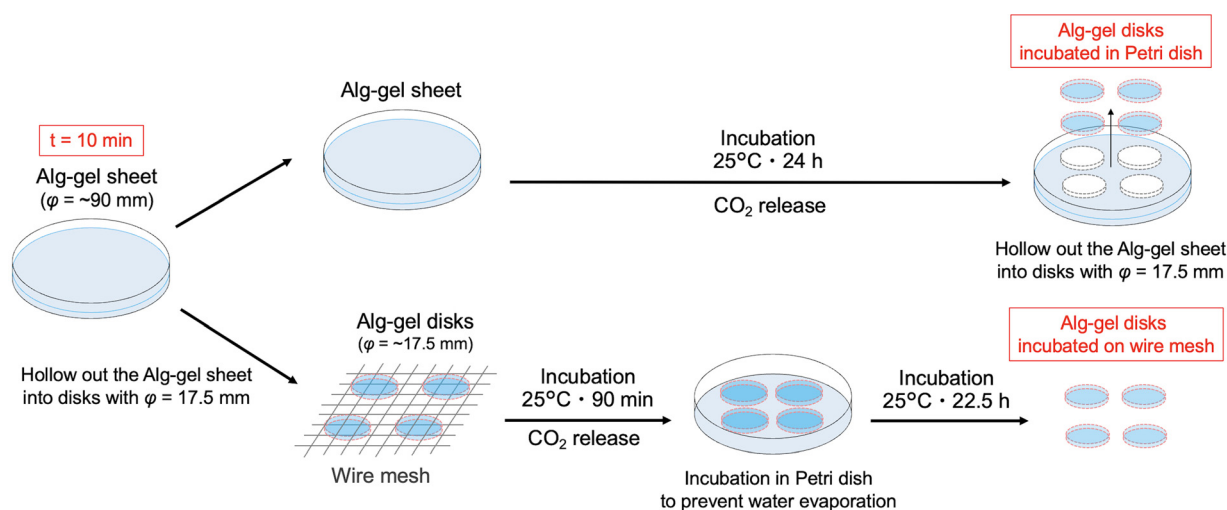 t = 10 min
Alg-gel sheet
(φ = ~90 mm)
Alg-gel sheet
Incubation
25°C・24 h
CO₂ release
Alg-gel disks
incubated in Petri dish
Hollow out the Alg-gel sheet
into disks with φ = 17.5 mm
Hollow out the Alg-gel sheet
into disks with φ = 17.5 mm
Alg-gel disks
(φ = ~17.5 mm)
Wire mesh
Incubation
25°C・90 min
CO₂ release
Incubation in Petri dish
to prevent water evaporation
Incubation
25°C・22.5 h
Alg-gel disks
incubated on wire mesh